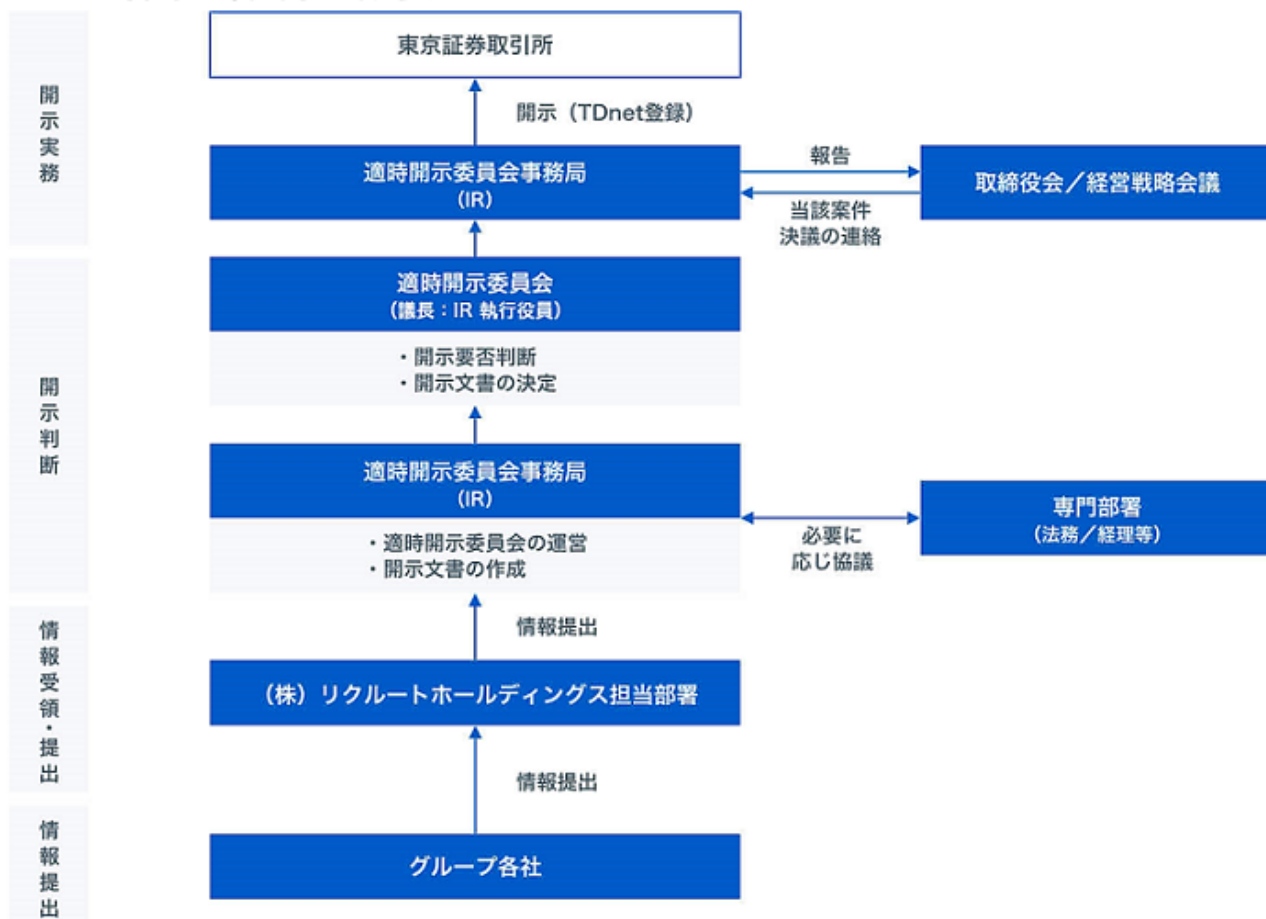 東京証券取引所
開示実務
開示（TDnet登録）
適時開示委員会事務局
（IR）
報告
取締役会／経営戦略会議
当該案件
決議の連絡
開示判断
適時開示委員会
（議長：IR 執行役員）
・開示要否判断
・開示文書の決定
適時開示委員会事務局
（IR）
・適時開示委員会の運営
・開示文書の作成
必要に
応じ協議
専門部署
（法務／経理等）
情報受領・提出
情報提出
（株）リクルートホールディングス担当部署
情報提出
情報提出
グループ各社